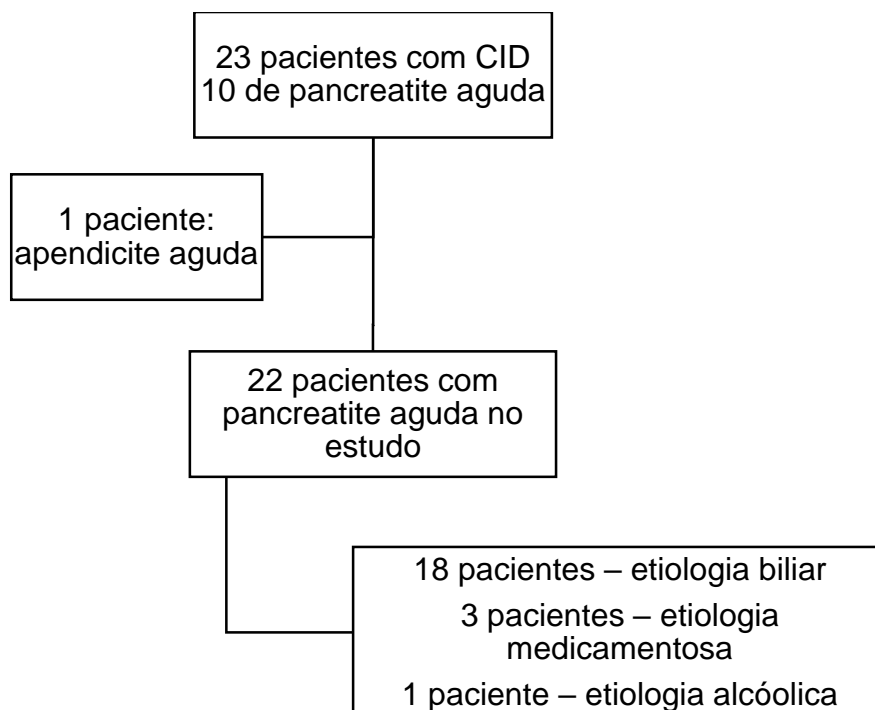 23 pacientes com CID
10 de pancreatite aguda
1 paciente:
apendicite aguda
22 pacientes com
pancreatite aguda no
estudo
18 pacientes – etiologia biliar
3 pacientes – etiologia
medicamentosa
1 paciente – etiologia alcóolica